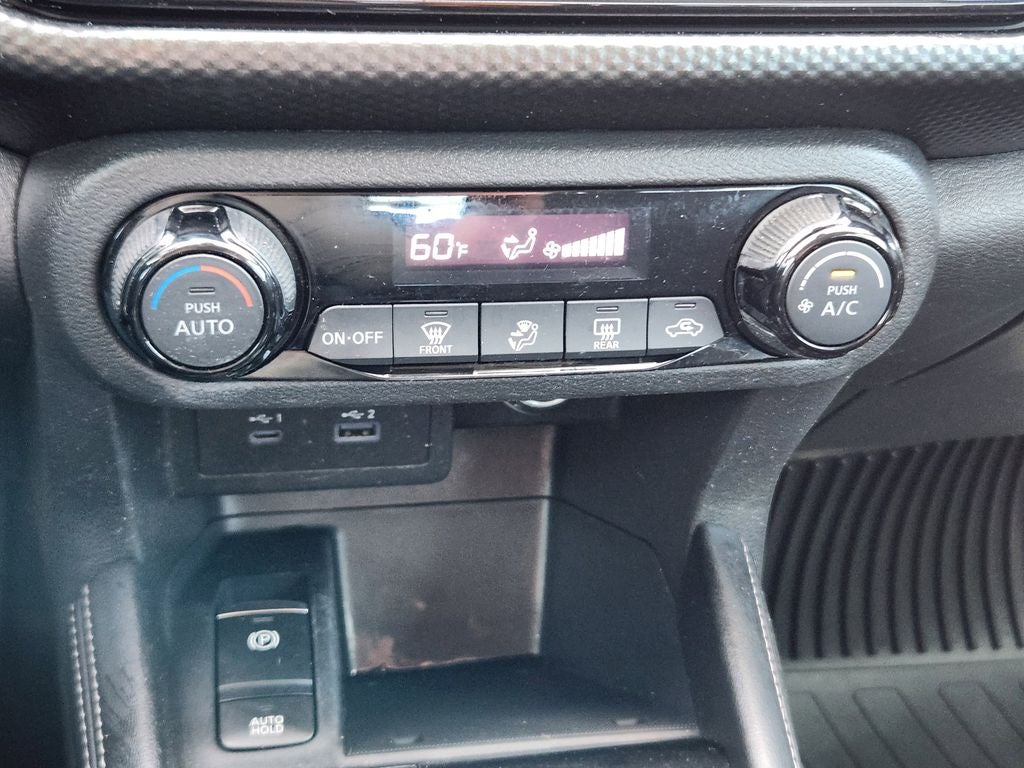 60°F
PUSH
AUTO
ON·OFF
FRONT
REAR
PUSH
A/C
1
2
P
AUTO
HOLD